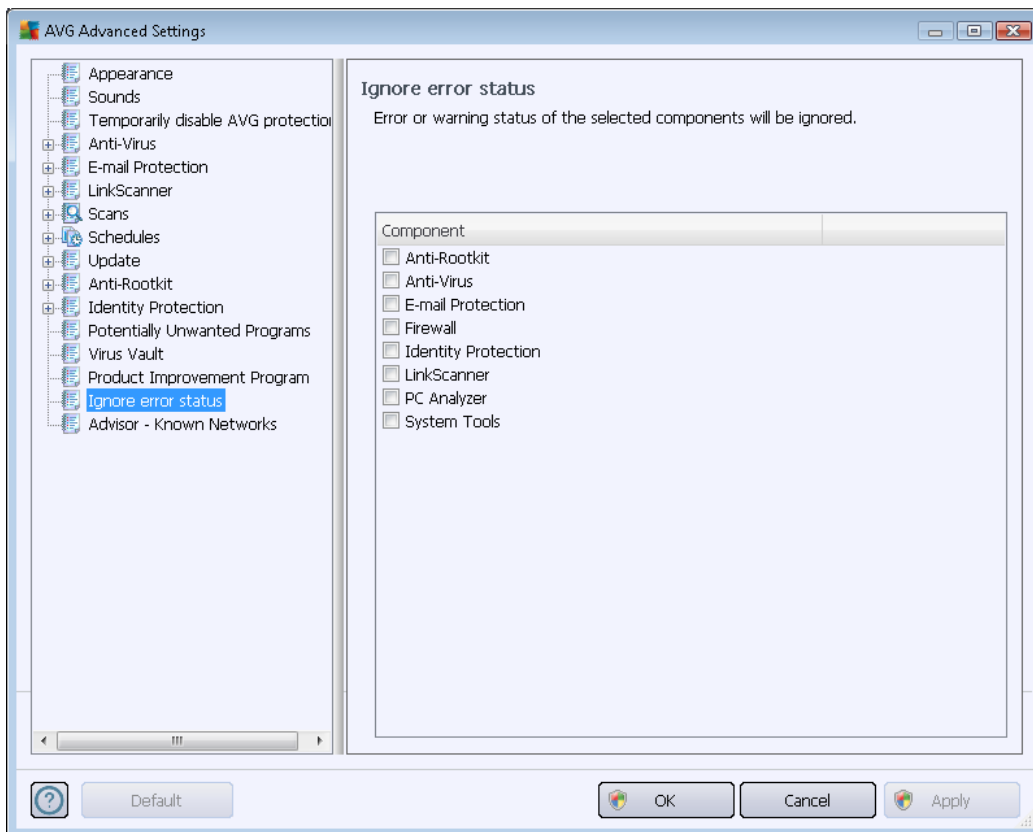 AVG Advanced Settings
Appearance
Sounds
Temporarily disable AVG protection
Anti-Virus
E-mail Protection
LinkScanner
Scans
Schedules
Update
Anti-Rootkit
Identity Protection
Potentially Unwanted Programs
Virus Vault
Product Improvement Program
Ignore error status
Advisor - Known Networks
Ignore error status
Error or warning status of the selected components will be ignored.
Component
Anti-Rootkit
Anti-Virus
E-mail Protection
Firewall
Identity Protection
LinkScanner
PC Analyzer
System Tools
Default
OK
Cancel
Apply